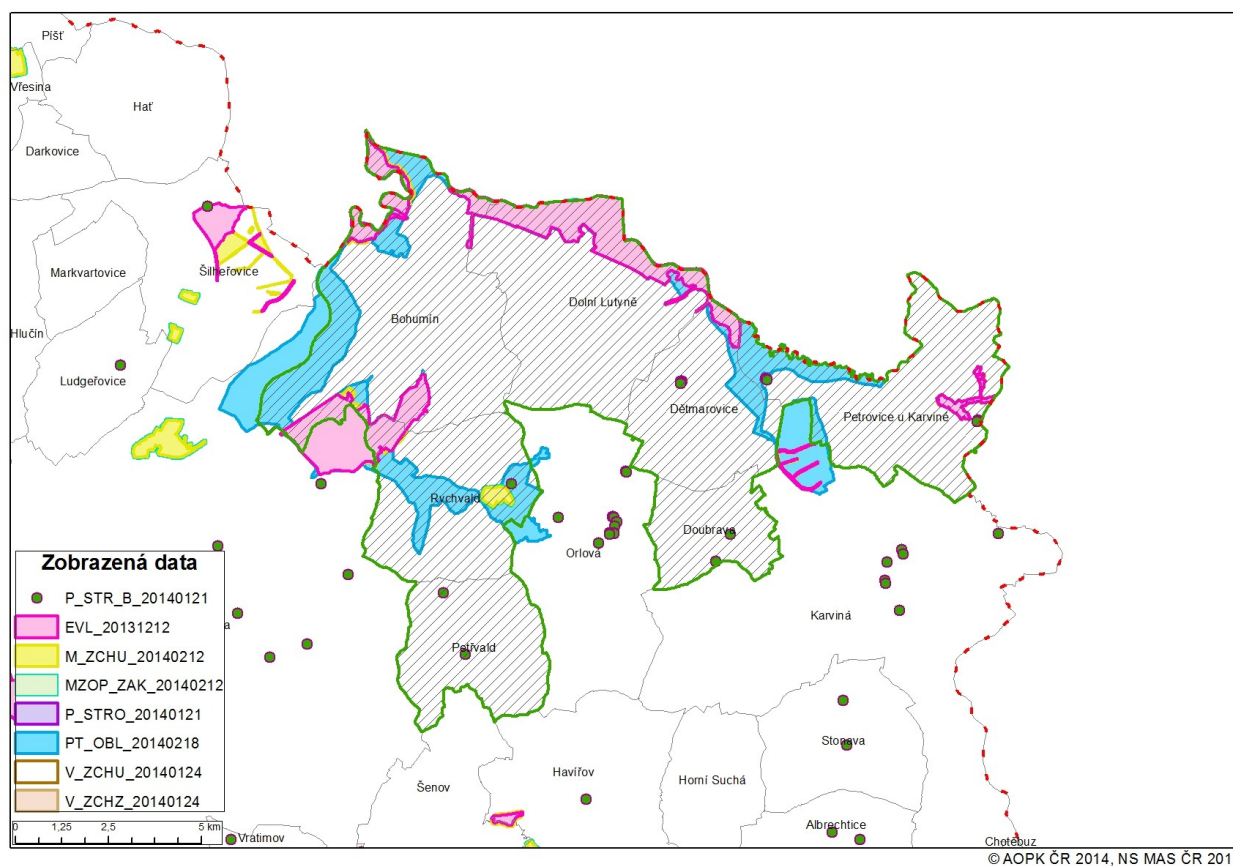 Píšť
Vřesina
Hať
Darkovice
Markvartovice
Šilheřovice
Hlučín
Ludgeřovice
Bohumín
Dolní Lutyně
Dětmarovice
Petrovice u Karviné
Rychvald
Orlová
Doubrava
Karviná
Petřvald
Stonava
Havířov
Horní Suchá
Šenov
Albrechtice
Vratimov
Chotěbuz
a
Zobrazená data
P_STR_B_20140121
EVL_20131212
M_ZCHU_20140212
MZOP_ZAK_20140212
P_STRO_20140121
PT_OBL_20140218
V_ZCHU_20140124
V_ZCHZ_20140124
0 1,25 2,5 5 km
© AOPK ČR 2014, NS MAS ČR 201